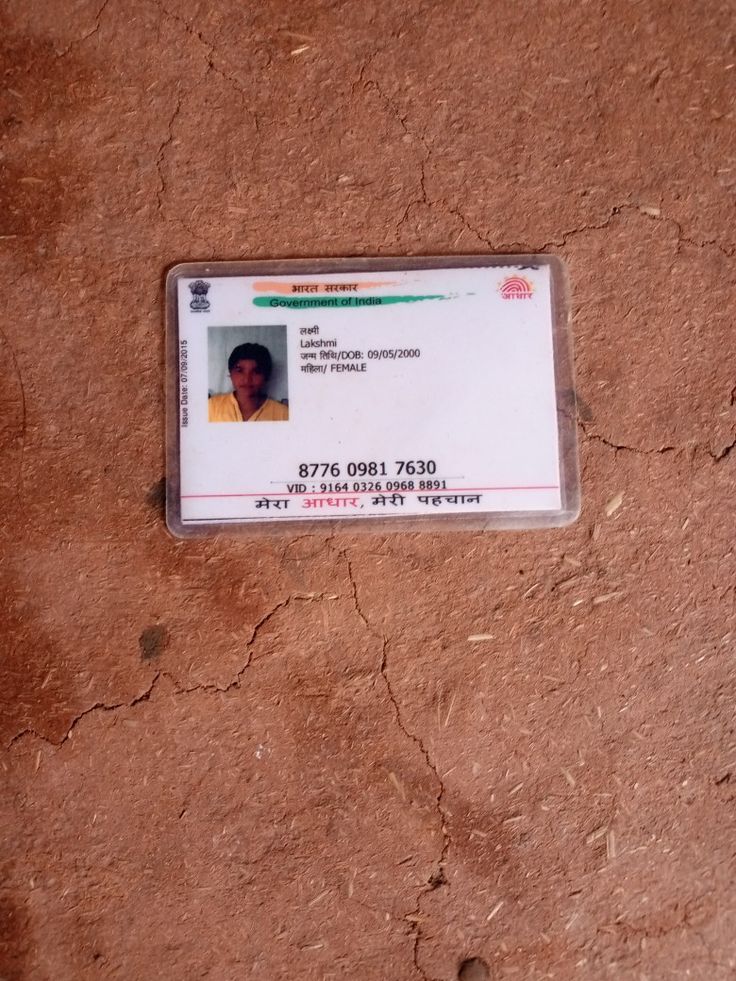 भारत सरकार
Government of India
आधार
Issue Date: 07/09/2015
लक्ष्मी
Lakshmi
जन्म तिथि/DOB: 09/05/2000
महिला/ FEMALE
8776 0981 7630
VID : 9164 0326 0968 8891
मेरा आधार, मेरी पहचान